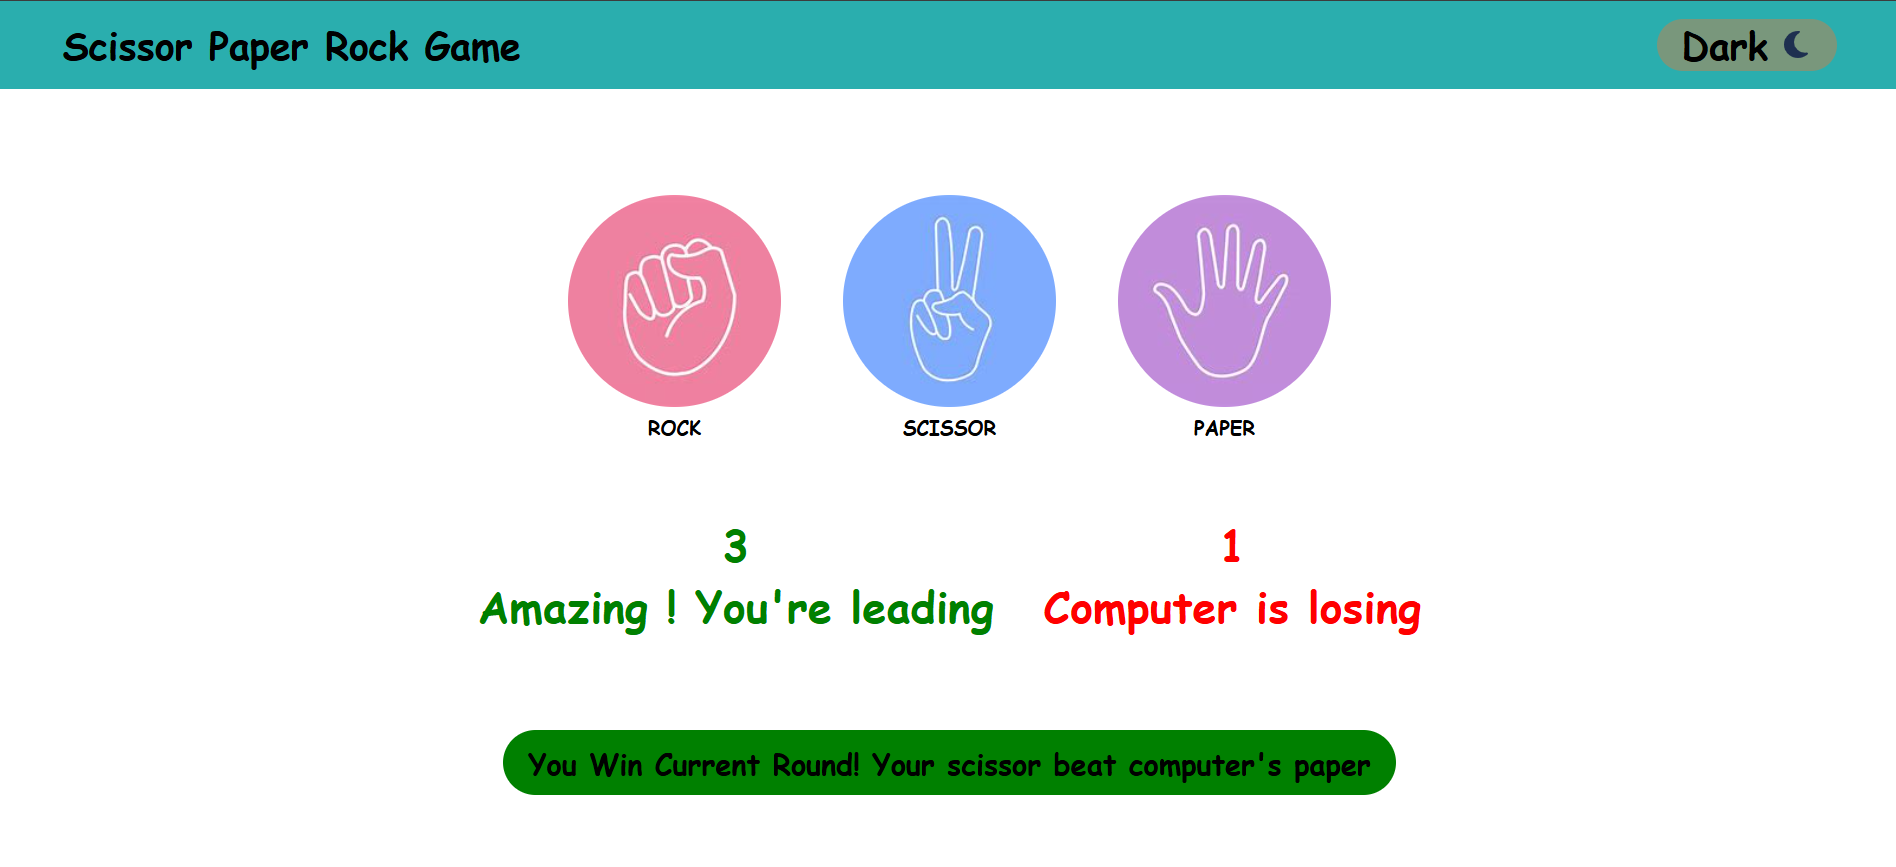 Scissor Paper Rock Game
Dark
ROCK
SCISSOR
PAPER
3
Amazing ! You're leading
1
Computer is losing
You Win Current Round! Your scissor beat computer's paper